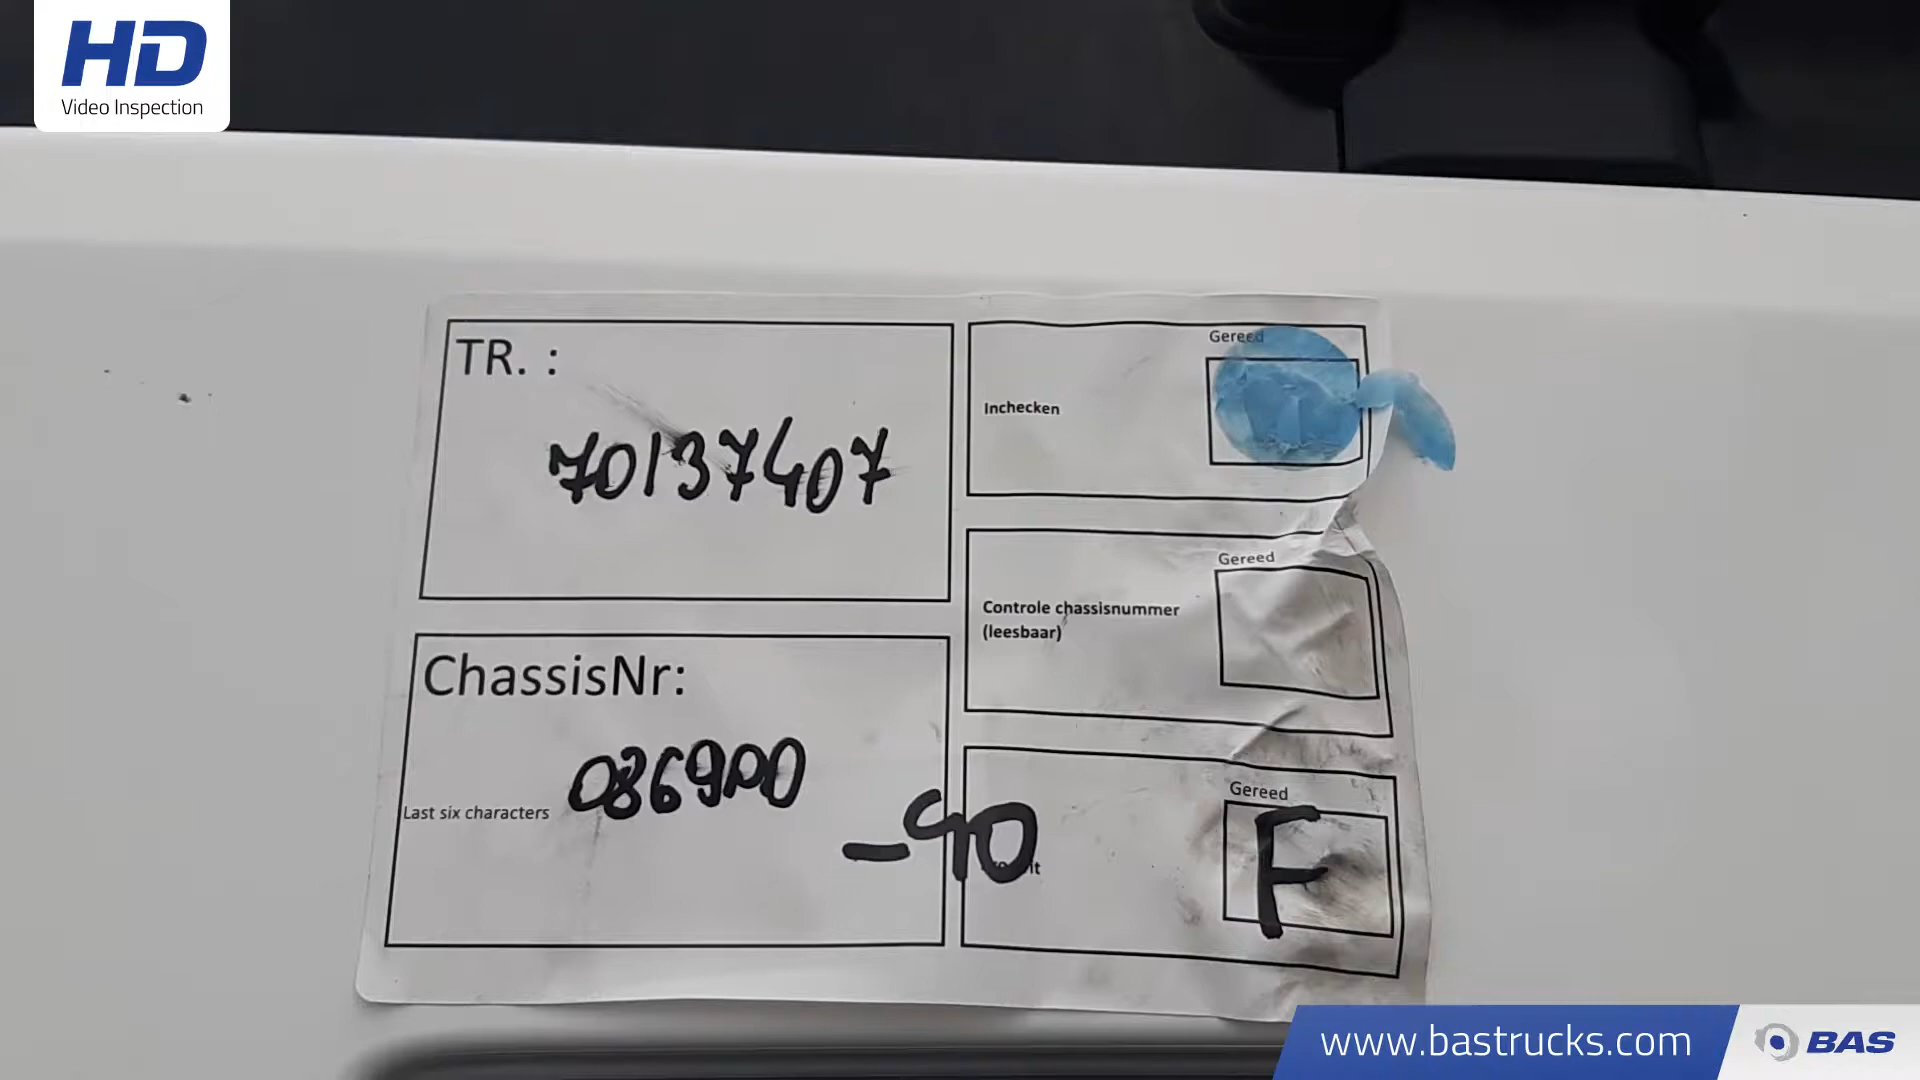 HD
Video Inspection
TR. :
70137407
Gereed
Inchecken
Gereed
Controle chassisnummer
(leesbaar)
ChassisNr:
Last six characters 086900
-90
Gereed
F
www.bastrucks.com
BAS